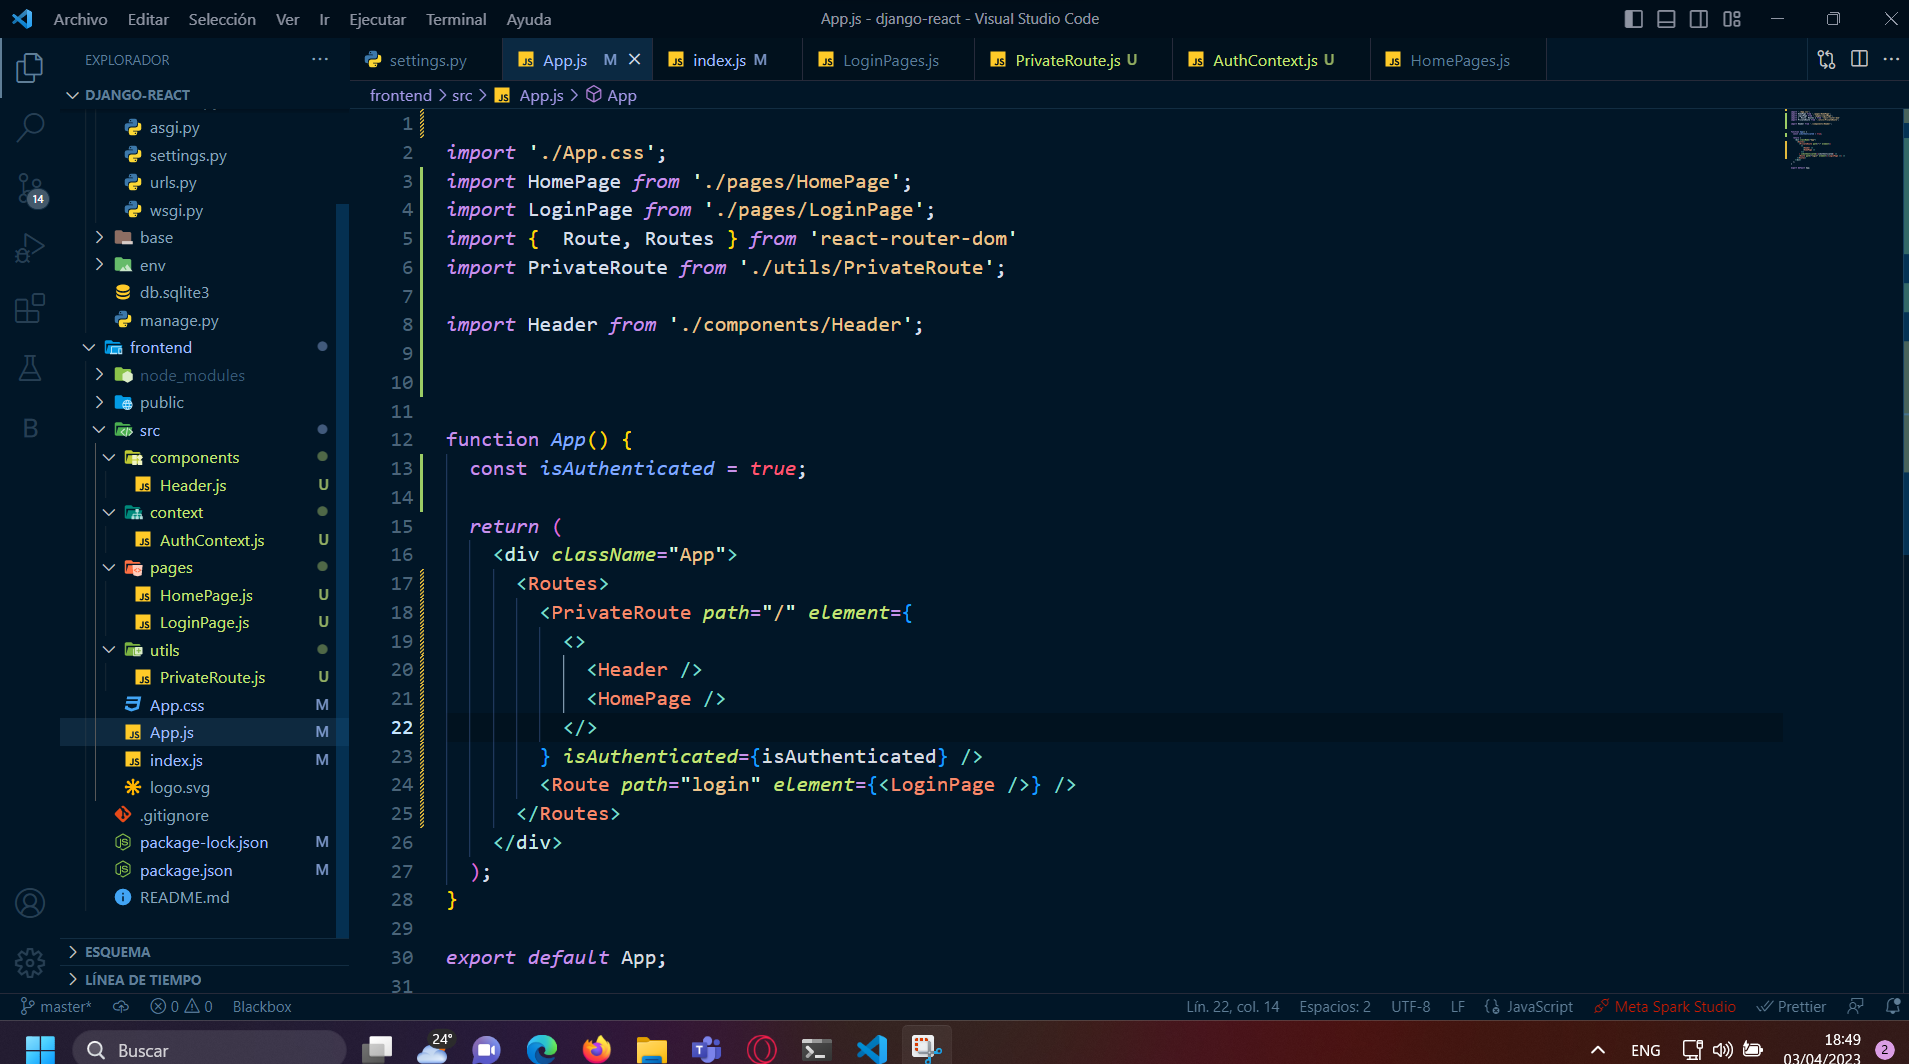 Archivo Editar Selección Ver Ir Ejecutar Terminal Ayuda
App.js - django-react - Visual Studio Code
EXPLORADOR
settings.py
App.js M
index.js M
LoginPages.js
PrivateRoute.js U
AuthContext.js U
HomePages.js
DJANGO-REACT
frontend > src > App.js > App
asgi.py
settings.py
urls.py
wsgi.py
base
env
db.sqlite3
manage.py
frontend
node_modules
public
src
components
Header.js U
context
AuthContext.js U
pages
HomePage.js U
LoginPage.js U
utils
PrivateRoute.js U
App.css M
App.js M
index.js M
logo.svg
.gitignore
package-lock.json M
package.json M
README.md
ESQUEMA
LÍNEA DE TIEMPO
14
B
1
2 import './App.css';
3 import HomePage from './pages/HomePage';
4 import LoginPage from './pages/LoginPage';
5 import {  Route, Routes } from 'react-router-dom'
6 import PrivateRoute from './utils/PrivateRoute';
7
8 import Header from './components/Header';
9
10
11
12 function App() {
13   const isAuthenticated = true;
14
15   return (
16     <div className="App">
17       <Routes>
18         <PrivateRoute path="/" element={
19           <>
20             <Header />
21             <HomePage />
22           </>
23         } isAuthenticated={isAuthenticated} />
24         <Route path="login" element={<LoginPage />} />
25       </Routes>
26     </div>
27   );
28 }
29
30 export default App;
31
master* 0 0 Blackbox
Lín. 22, col. 14 Espacios: 2 UTF-8 LF JavaScript Meta Spark Studio Prettier
Buscar
24°
ENG
18:49
03/04/2023
2